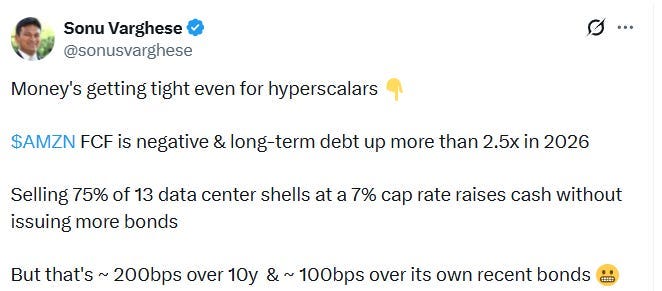 Sonu Varghese
@sonusvarghese
Money's getting tight even for hyperscalars 👇
$AMZN FCF is negative & long-term debt up more than 2.5x in 2026
Selling 75% of 13 data center shells at a 7% cap rate raises cash without
issuing more bonds
But that's ~ 200bps over 10y & ~ 100bps over its own recent bonds 😬